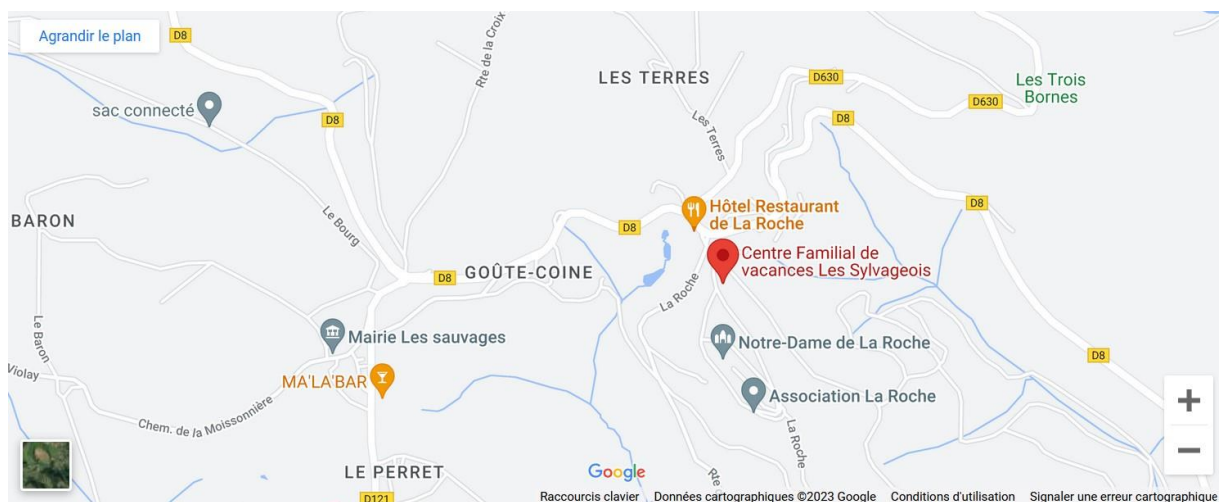 Agrandir le plan
D8
Rte de la Croix
LES TERRES
D630
Les Trois
Bornes
D630
sac connecté
D8
Les Terres
D8
BARON
Le Bourg
Hôtel Restaurant
de La Roche
D8
D8
Centre Familial de
vacances Les Sylvageois
D8
GOÛTE-COINE
La Roche
Le Baron
Mairie Les sauvages
Notre-Dame de La Roche
D8
Violay
MA'LA'BAR
Association La Roche
Chem. de la Moissonnière
La Roche
LE PERRET
Google
Rte
D121
Raccourcis clavier
Données cartographiques ©2023 Google
Conditions d'utilisation
Signaler une erreur cartographique